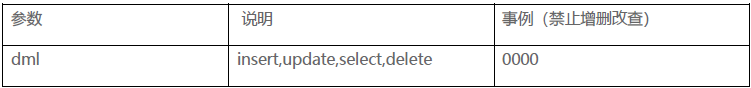 参数 说明 事例（禁止增删改查）
dml insert,update,select,delete 0000